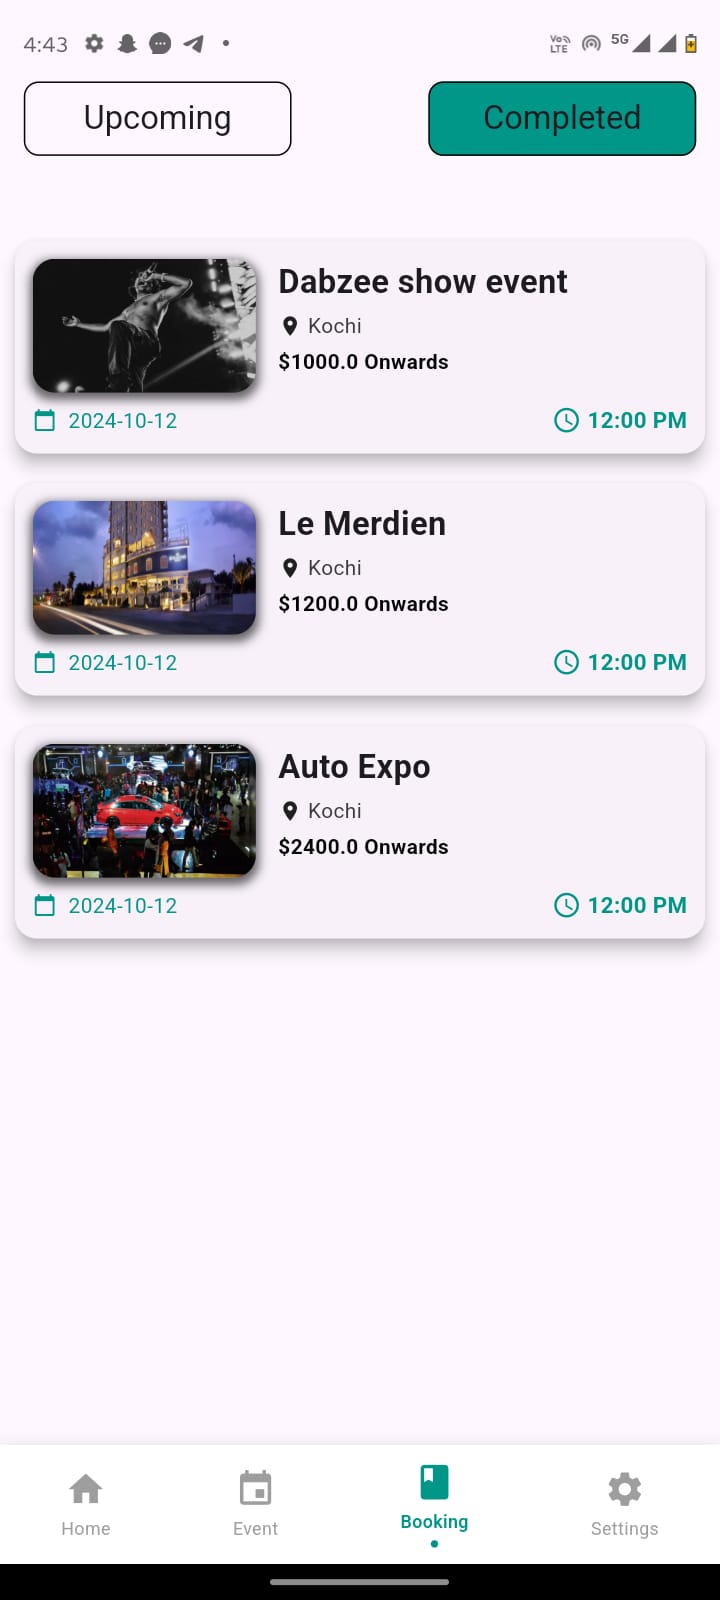 4:43
Vo LTE 5G
Upcoming Completed
Dabzee show event
Kochi
$1000.0 Onwards
2024-10-12 12:00 PM
Le Merdien
Kochi
$1200.0 Onwards
2024-10-12 12:00 PM
Auto Expo
Kochi
$2400.0 Onwards
2024-10-12 12:00 PM
Home Event Booking Settings